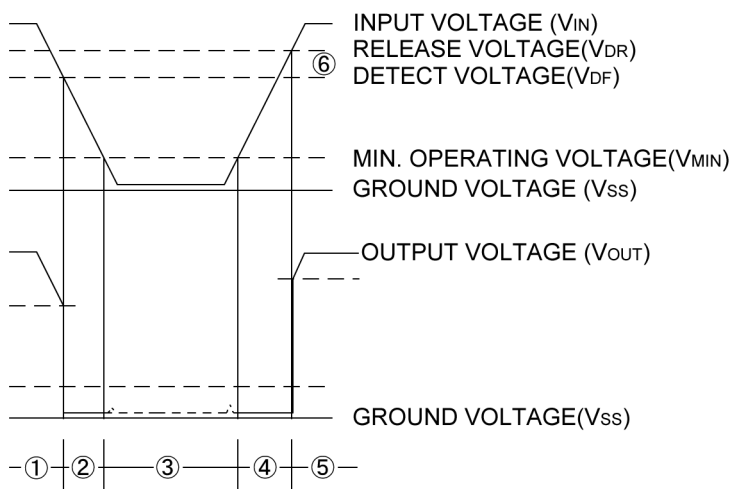 INPUT VOLTAGE (VIN)
RELEASE VOLTAGE(VDR)
⑥
DETECT VOLTAGE(VDF)
MIN. OPERATING VOLTAGE(VMIN)
GROUND VOLTAGE (VSS)
OUTPUT VOLTAGE (VOUT)
GROUND VOLTAGE(VSS)
① ② ③ ④ ⑤